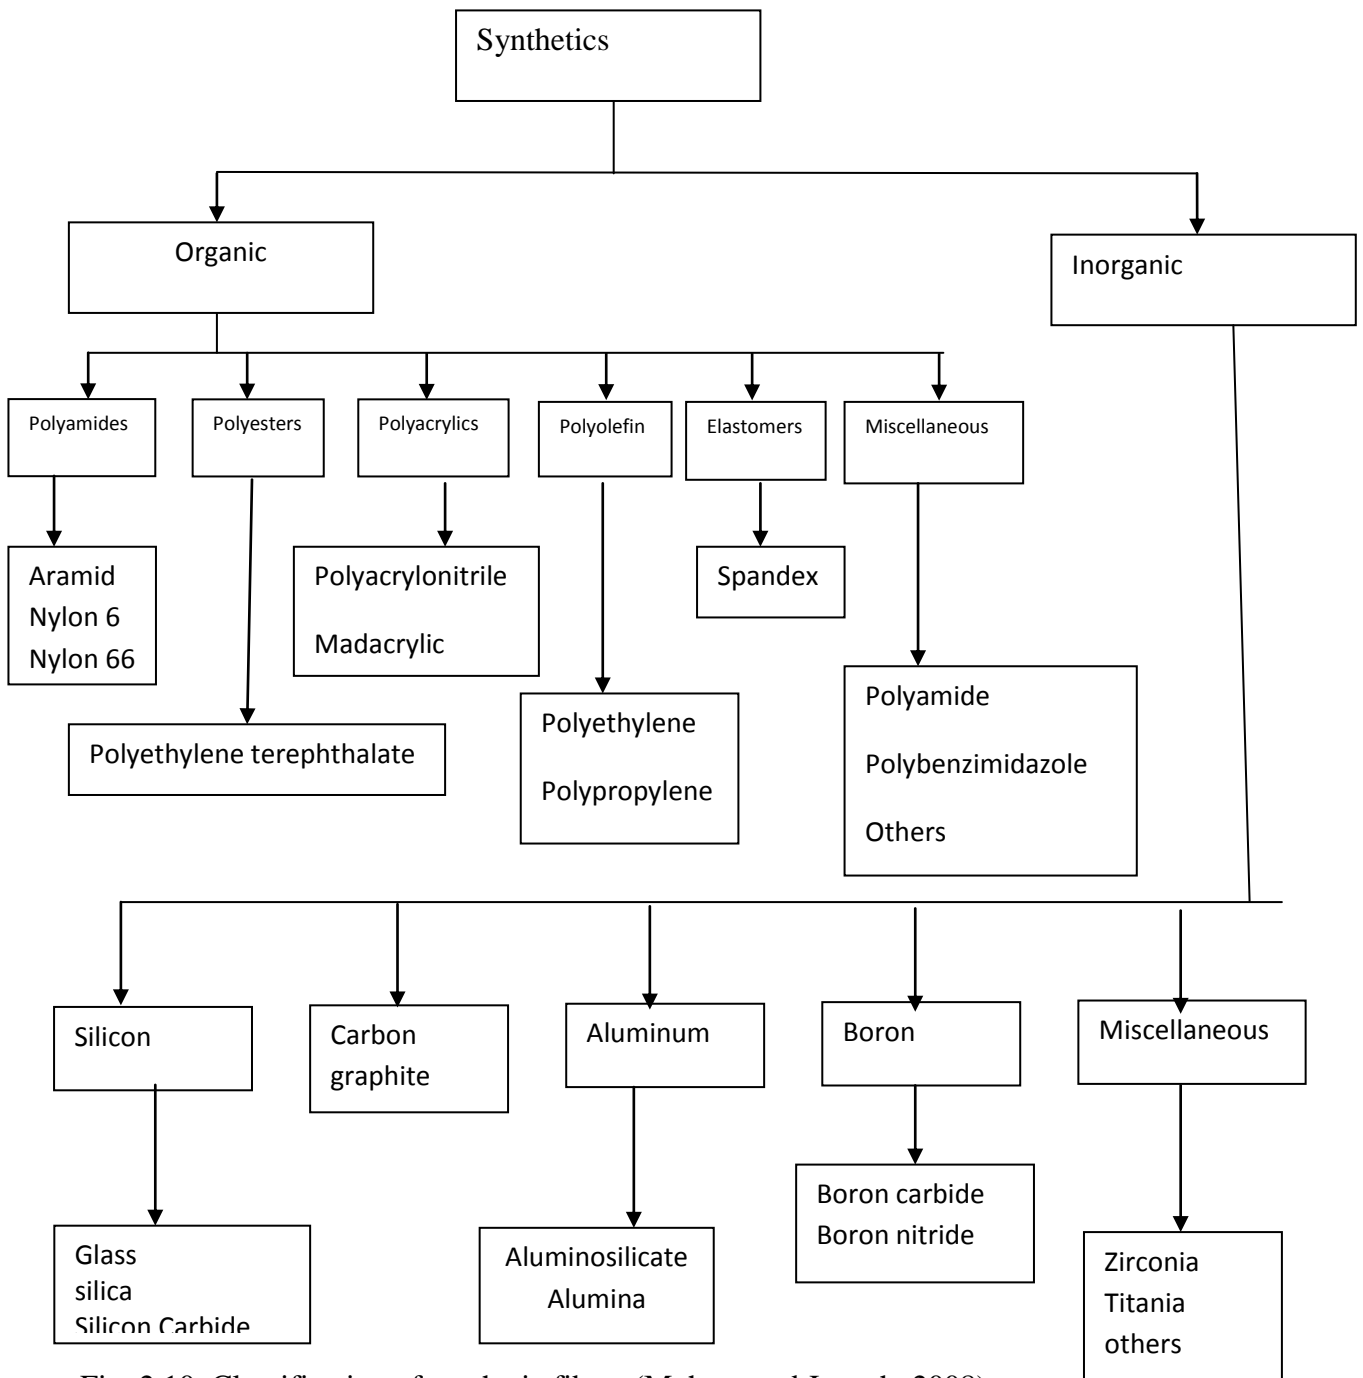 Synthetics
Organic
Inorganic
Polyamides
Polyesters
Polyacrylics
Polyolefin
Elastomers
Miscellaneous
Aramid
Nylon 6
Nylon 66
Polyacrylonitrile
Madacrylic
Spandex
Polyethylene terephthalate
Polyethylene
Polypropylene
Polyamide
Polybenzimidazole
Others
Silicon
Carbon
graphite
Aluminum
Boron
Miscellaneous
Glass
silica
Silicon Carbide
Aluminosilicate
Alumina
Boron carbide
Boron nitride
Zirconia
Titania
others